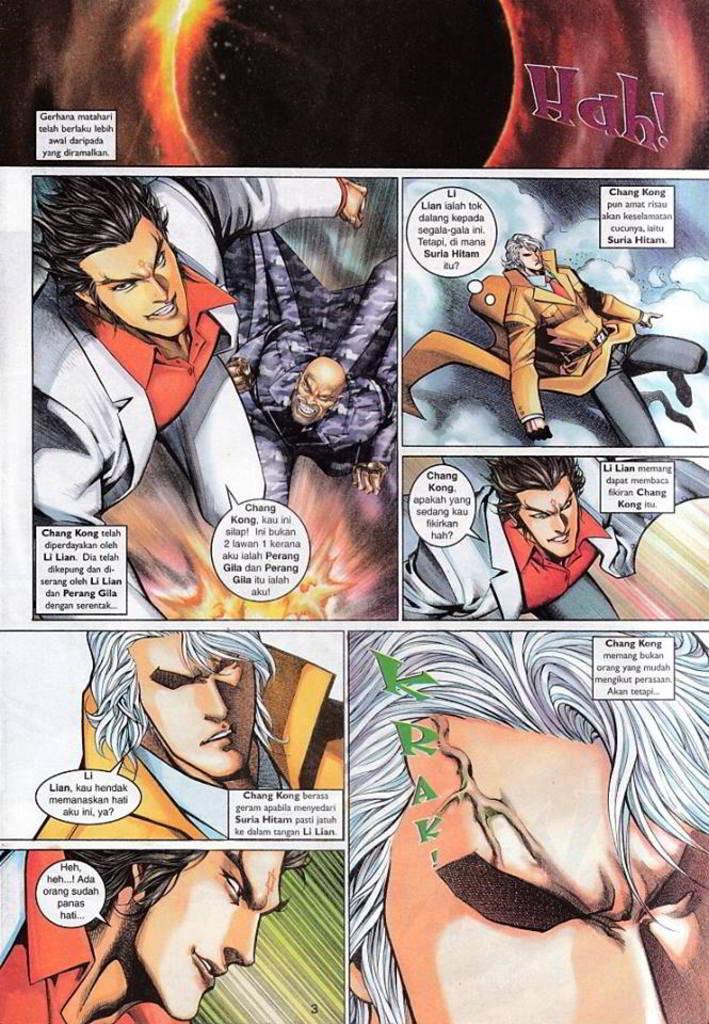 Gerhana matahari
telah berlaku lebih
awal daripada
yang diramalkan.
Hah!
Chang Kong telah
diperdayakan oleh
Li Lian. Dia telah
dikepung dan di-
serang oleh Li Lian
dan Perang Gila
dengan serentak...
Chang
Kong, kau ini
silap! Ini bukan
2 lawan 1 kerana
aku ialah Perang
Gila dan Perang
Gila itu ialah
aku!
Li
Lian ialah tok
dalang kepada
segala-gala ini.
Tetapi, di mana
Suria Hitam
itu?
Chang Kong
pun amat risau
akan keselamatan
cucunya, iaitu
Suria Hitam.
Chang
Kong,
apakah yang
sedang kau
fikirkan
hah?
Li Lian memang
dapat membaca
fikiran Chang
Kong itu.
Li
Lian, kau hendak
memanaskan hati
aku ini, ya?
Chang Kong berasa
geram apabila menyedari
Suria Hitam pasti jatuh
ke dalam tangan Li Lian.
Chang Kong
memang bukan
orang yang mudah
mengikut perasaan.
Akan tetapi...
KRAK!
Heh,
heh...! Ada
orang sudah
panas
hati...
3